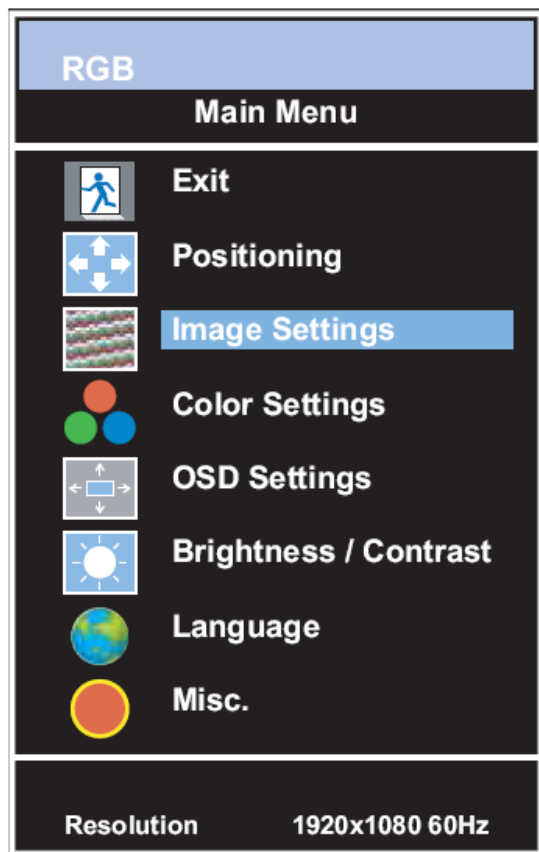 RGB
Main Menu
Exit
Positioning
Image Settings
Color Settings
OSD Settings
Brightness / Contrast
Language
Misc.
Resolution 1920x1080 60Hz